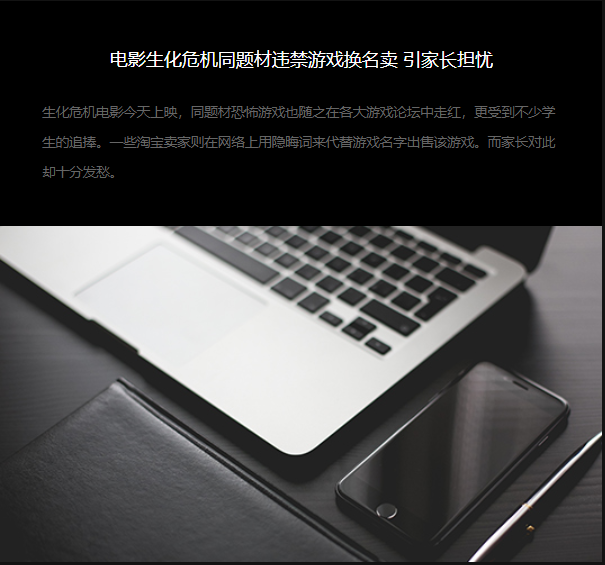 电影生化危机同题材违禁游戏换名卖 引家长担忧
生化危机电影今天上映，同题材恐怖游戏也随之在各大游戏论坛中走红，更受到不少学
生的追捧。一些淘宝卖家则在网络上用隐晦词来代替游戏名字出售该游戏。而家长对此
却十分发愁。